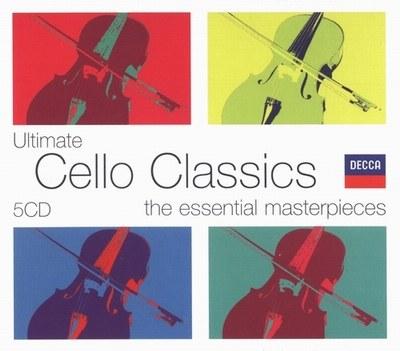 Ultimate
Cello Classics
DECCA
5CD
the essential masterpieces